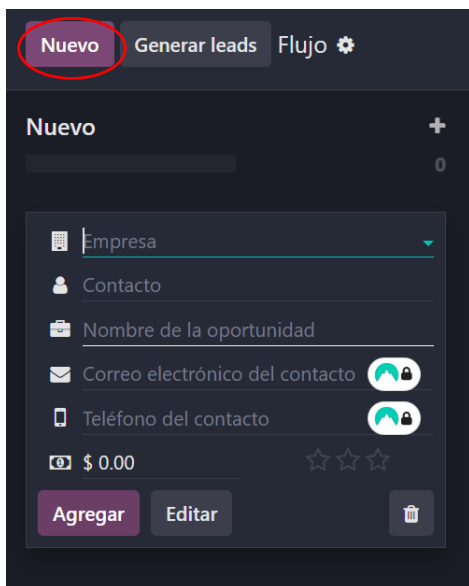 Nuevo Generar leads Flujo
Nuevo
0
Empresa
Contacto
Nombre de la oportunidad
Correo electrónico del contacto
Teléfono del contacto
$ 0.00
Agregar Editar